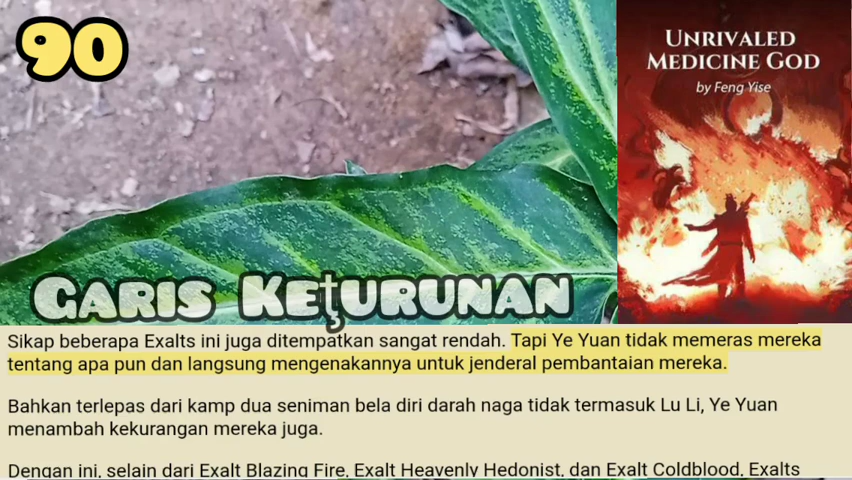 90
UNRIVALED
MEDICINE GOD
by Feng Yise
GARIS KEŢURUNAN
Sikap beberapa Exalts ini juga ditempatkan sangat rendah. Tapi Ye Yuan tidak memeras mereka
tentang apa pun dan langsung mengenakannya untuk jenderal pembantaian mereka.
Bahkan terlepas dari kamp dua seniman bela diri darah naga tidak termasuk Lu Li, Ye Yuan
menambah kekurangan mereka juga.
Dengan ini, selain dari Exalt Blazing Fire, Exalt Heavenly Hedonist, dan Exalt Coldblood, Exalts